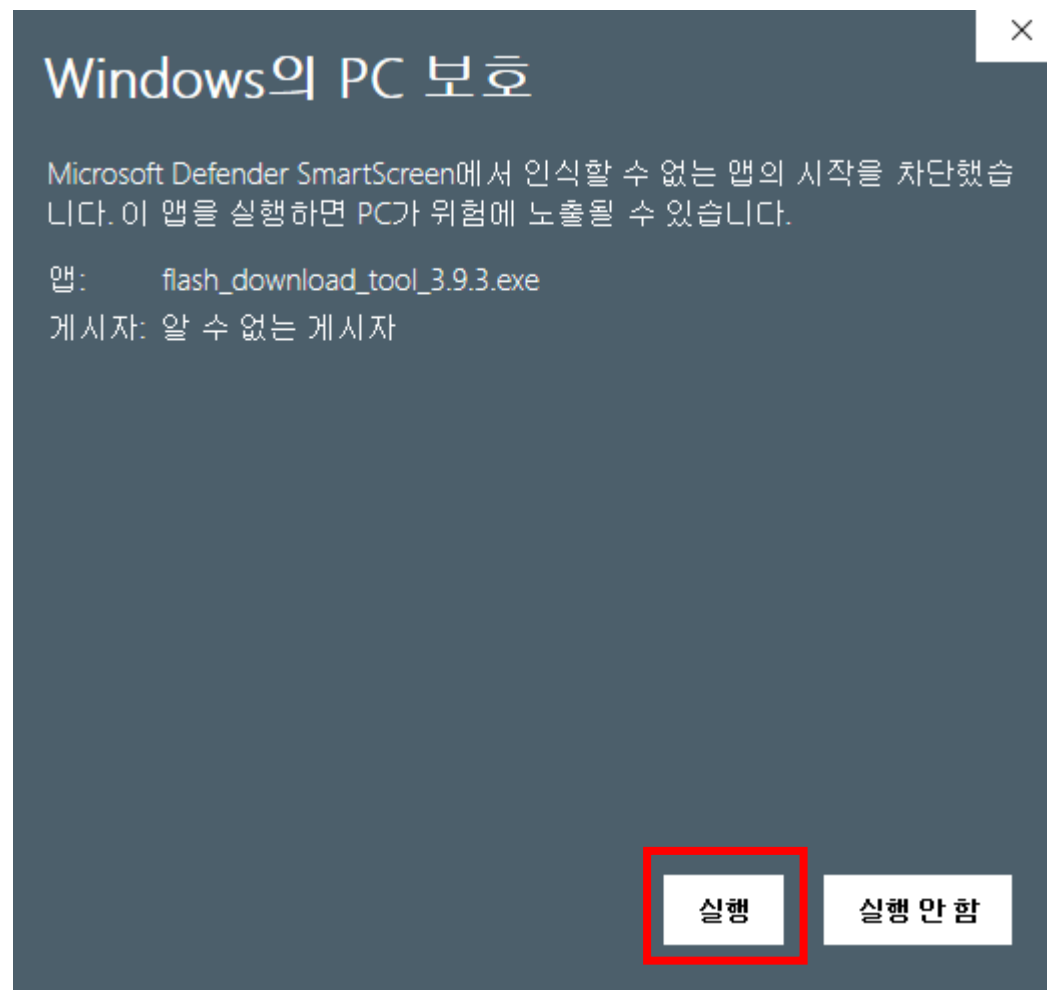 Windows의 PC 보호
Microsoft Defender SmartScreen에서 인식할 수 없는 앱의 시작을 차단했습
니다. 이 앱을 실행하면 PC가 위험에 노출될 수 있습니다.
앱: flash_download_tool_3.9.3.exe
게시자: 알 수 없는 게시자
실행 실행 안 함